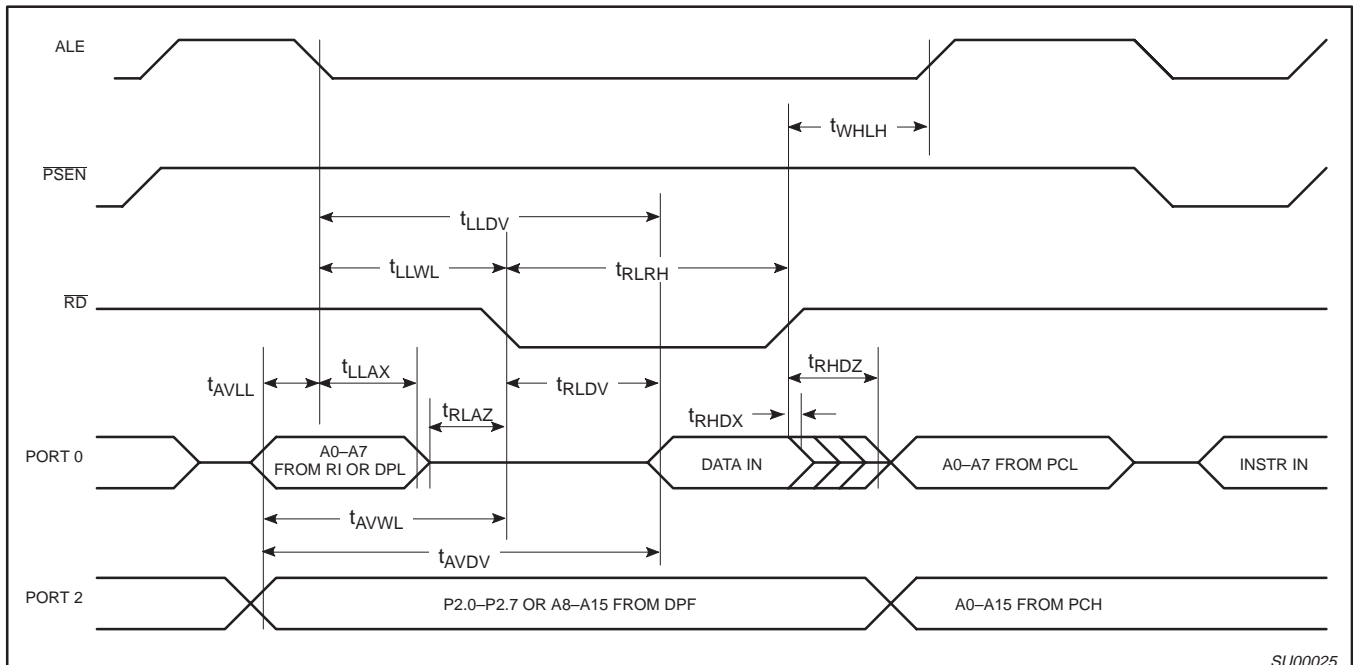 ALE
tWHLH
PSEN
tLLDV
tLLWL
tRLRH
RD
tAVLL
tLLAX
tRLAZ
tRLDV
tRHDZ
tRHDX
PORT 0
A0–A7
FROM RI OR DPL
DATA IN
A0–A7 FROM PCL
INSTR IN
tAVWL
tAVDV
PORT 2
P2.0–P2.7 OR A8–A15 FROM DPF
A0–A15 FROM PCH
SU00025